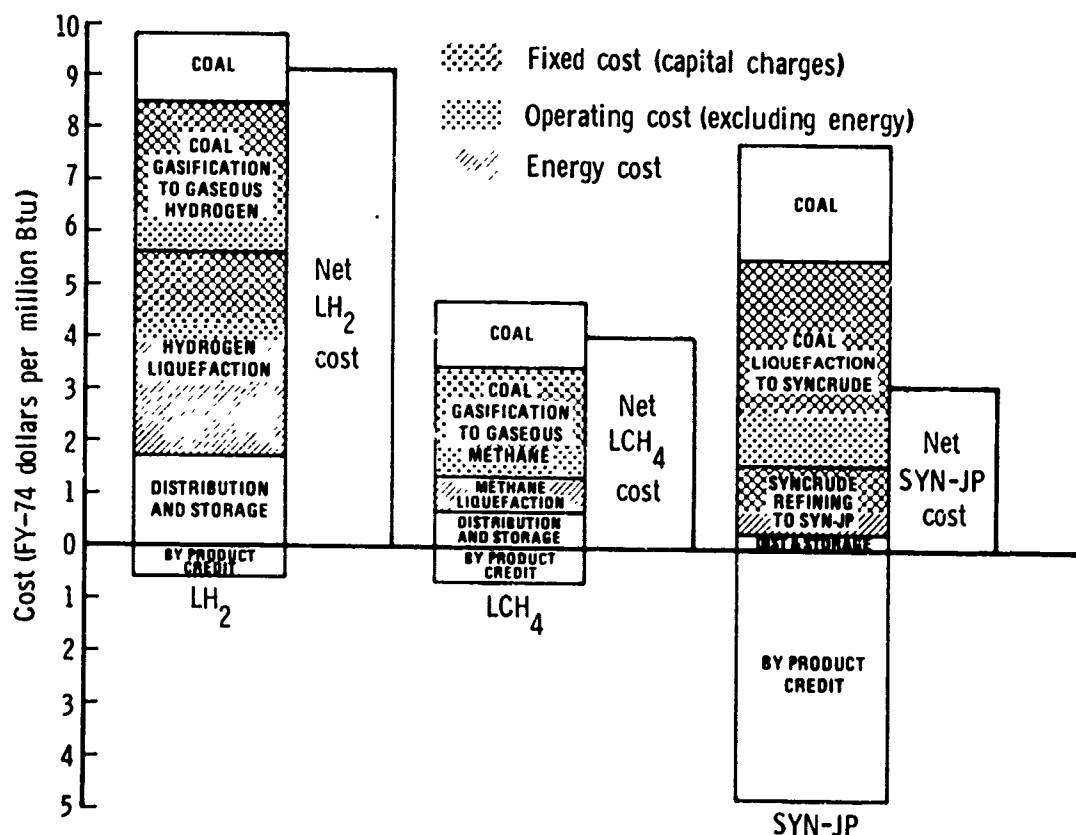 Cost (FY-74 dollars per million Btu)
10
9
8
7
6
5
4
3
2
1
0
1
2
3
4
5
Fixed cost (capital charges)
Operating cost (excluding energy)
Energy cost
COAL
COAL
GASIFICATION
TO GASEOUS
HYDROGEN
HYDROGEN
LIQUEFACTION
DISTRIBUTION
AND STORAGE
BY PRODUCT
CREDIT
LH₂
Net
LH₂
cost
COAL
COAL
GASIFICATION
TO GASEOUS
METHANE
METHANE
LIQUEFACTION
DISTRIBUTION
AND STORAGE
BY PRODUCT
CREDIT
LCH₄
Net
LCH₄
cost
COAL
COAL
LIQUEFACTION
TO SYNCRUDE
SYNCRUDE
REFINING
TO SYN-JP
DIST & STORAGE
BY PRODUCT
CREDIT
SYN-JP
Net
SYN-JP
cost